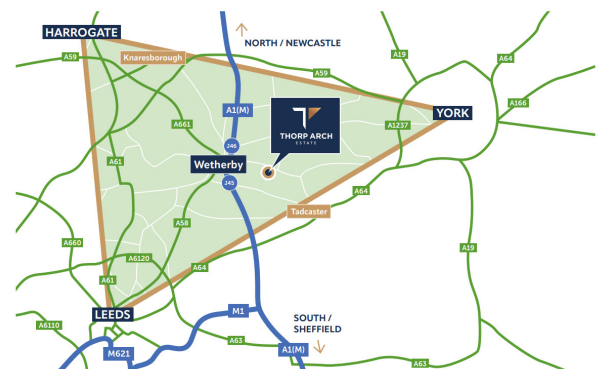 HARROGATE
A59
Knaresborough
NORTH / NEWCASTLE
A59
A19
A64
A166
YORK
A1237
A1(M)
A661
THORP ARCH
ESTATE
J46
Wetherby
J45
A61
A64
Tadcaster
A58
A660
A6120
A64
A61
A19
LEEDS
A6110
M621
M1
A63
SOUTH /
SHEFFIELD
A1(M)
A63